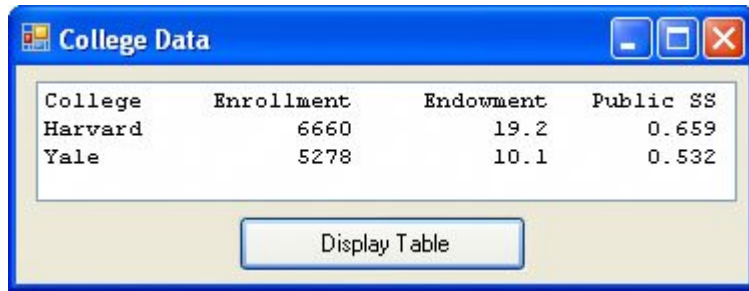 College Data
College Enrollment Endowment Public SS
Harvard 6660 19.2 0.659
Yale 5278 10.1 0.532
Display Table